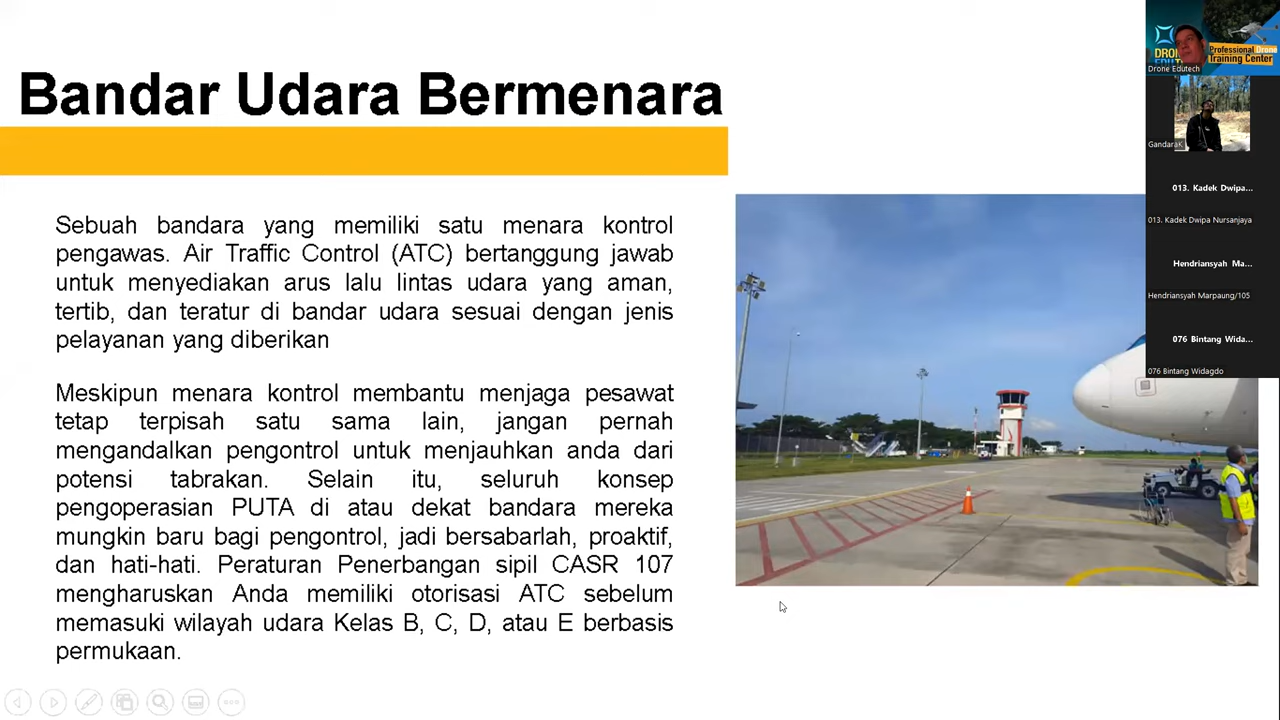 Bandar Udara Bermenara
Sebuah bandara yang memiliki satu menara kontrol
pengawas. Air Traffic Control (ATC) bertanggung jawab
untuk menyediakan arus lalu lintas udara yang aman,
tertib, dan teratur di bandar udara sesuai dengan jenis
pelayanan yang diberikan
Meskipun menara kontrol membantu menjaga pesawat
tetap terpisah satu sama lain, jangan pernah
mengandalkan pengontrol untuk menjauhkan anda dari
potensi tabrakan. Selain itu, seluruh konsep
pengoperasian PUTA di atau dekat bandara mereka
mungkin baru bagi pengontrol, jadi bersabarlah, proaktif,
dan hati-hati. Peraturan Penerbangan sipil CASR 107
mengharuskan Anda memiliki otorisasi ATC sebelum
memasuki wilayah udara Kelas B, C, D, atau E berbasis
permukaan.
Professional Drone
Training Center
Drone Edutech
GandaraK
013. Kadek Dwipa...
013. Kadek Dwipa Nursanjaya
Hendriansyah Ma...
Hendriansyah Marpaung/105
076 Bintang Wida...
076 Bintang Widagdo